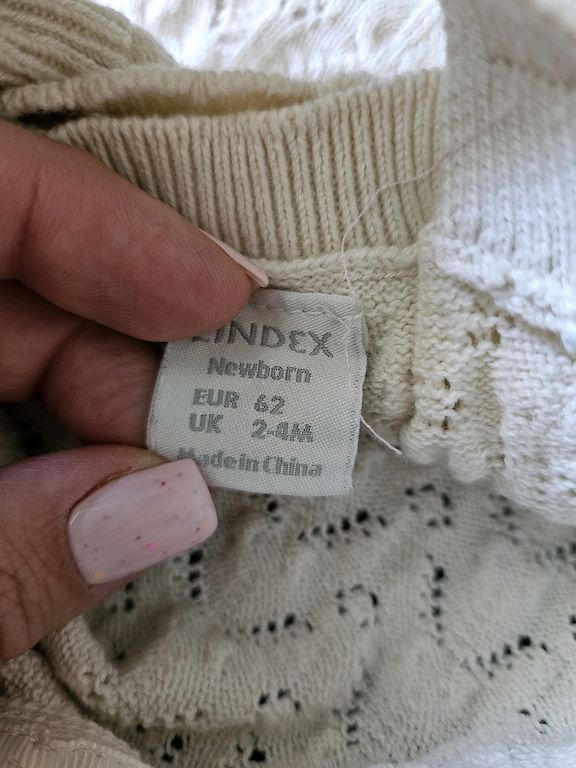 LINDEX
Newborn
EUR 62
UK 2-4M
Made in China